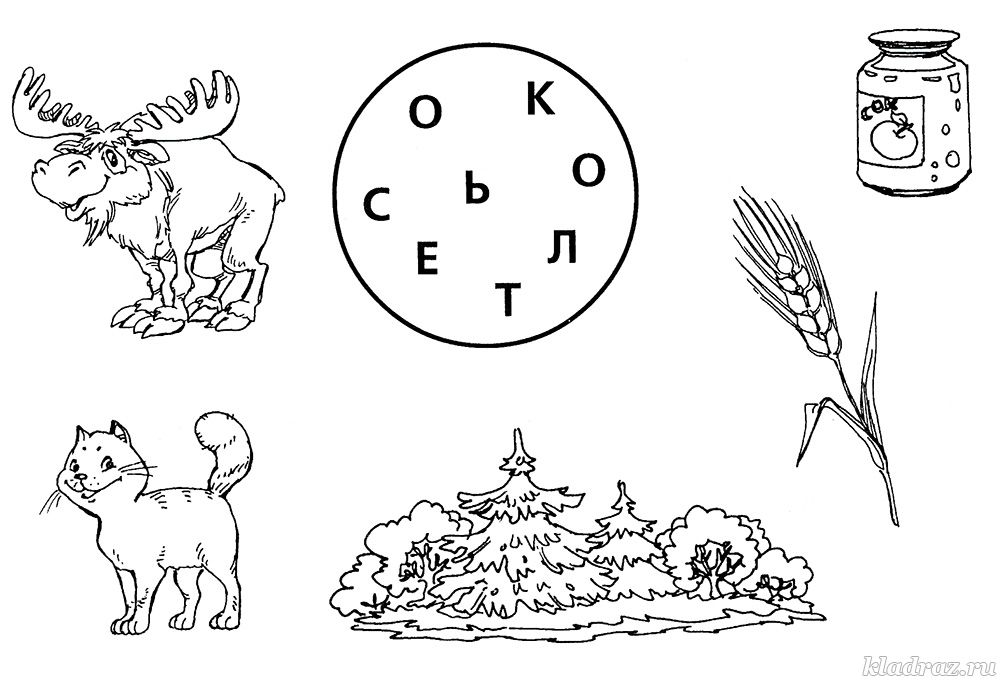 О К
С Ь О
Е Л
Т
СОК
kladraz.ru